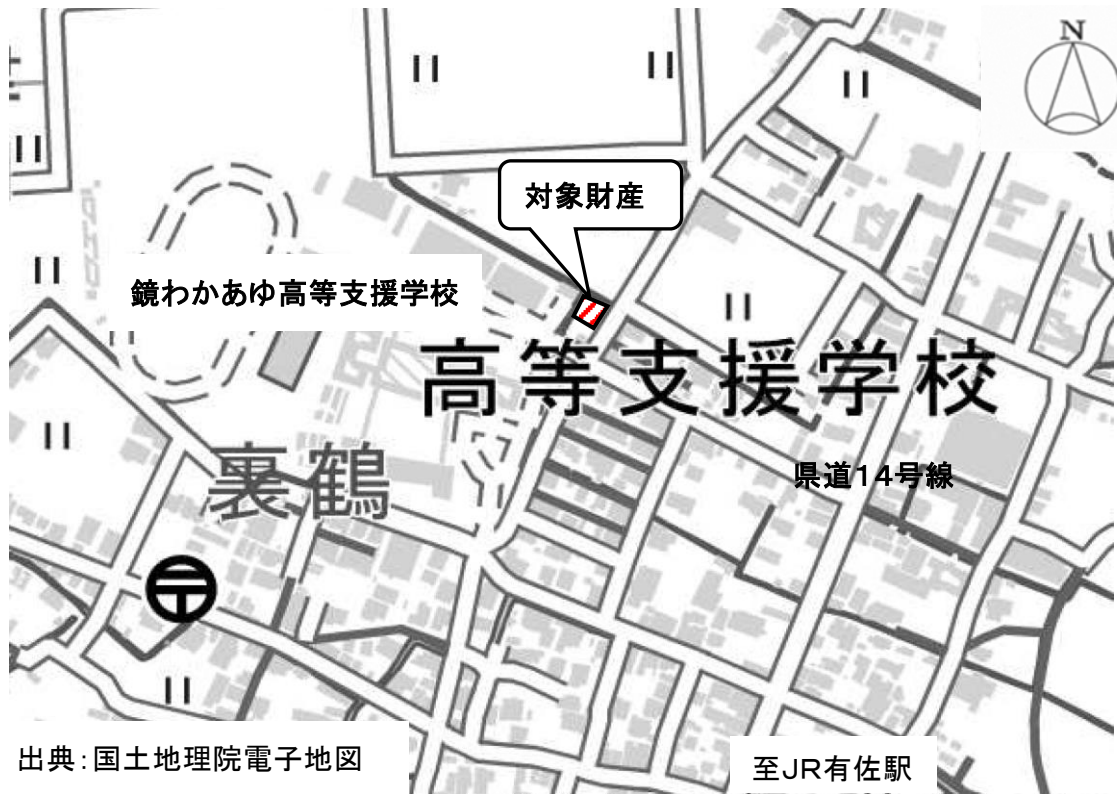 N
対象財産
鏡わかあゆ高等支援学校
高等支援学校
県道14号線
裏鶴
出典：国土地理院電子地図
至JR有佐駅